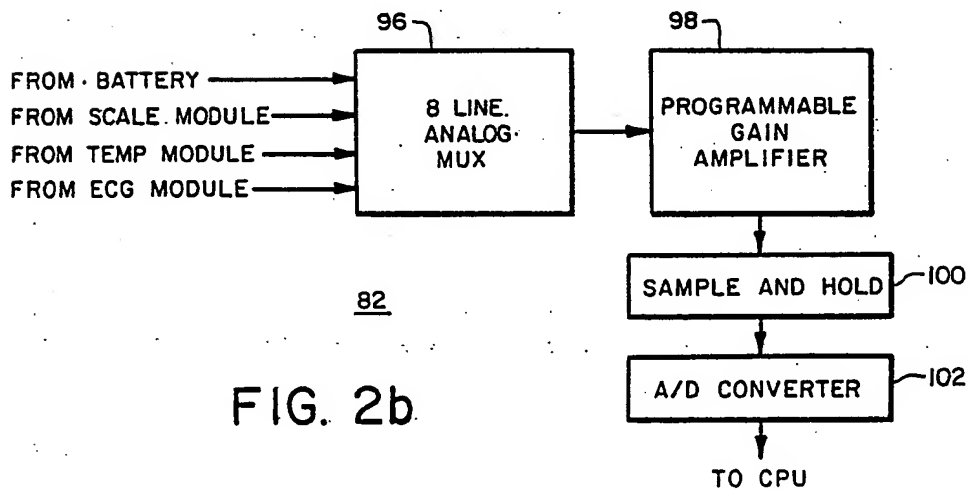 96
98
FROM BATTERY
FROM SCALE MODULE
FROM TEMP MODULE
FROM ECG MODULE
8 LINE
ANALOG
MUX
PROGRAMMABLE
GAIN
AMPLIFIER
SAMPLE AND HOLD
100
82
A/D CONVERTER
102
FIG. 2b
TO CPU